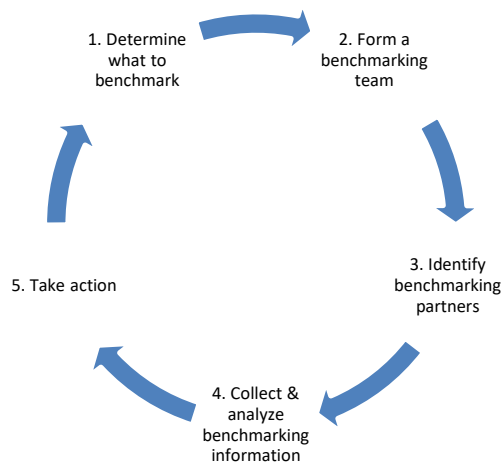 1. Determine
what to
benchmark
2. Form a
benchmarking
team
3. Identify
benchmarking
partners
4. Collect &
analyze
benchmarking
information
5. Take action